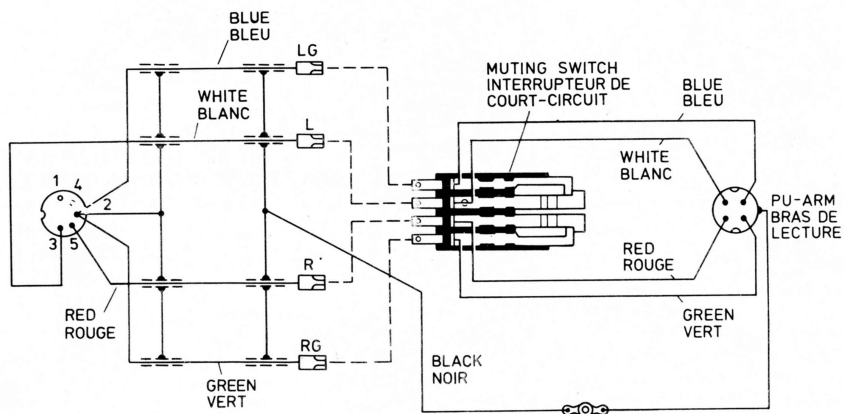 BLUE
BLEU
LG
WHITE
BLANC
L
1
4
2
3
5
R
RED
ROUGE
RG
GREEN
VERT
MUTING SWITCH
INTERRUPTEUR DE
COURT-CIRCUIT
BLUE
BLEU
WHITE
BLANC
PU-ARM
BRAS DE
LECTURE
RED
ROUGE
GREEN
VERT
BLACK
NOIR